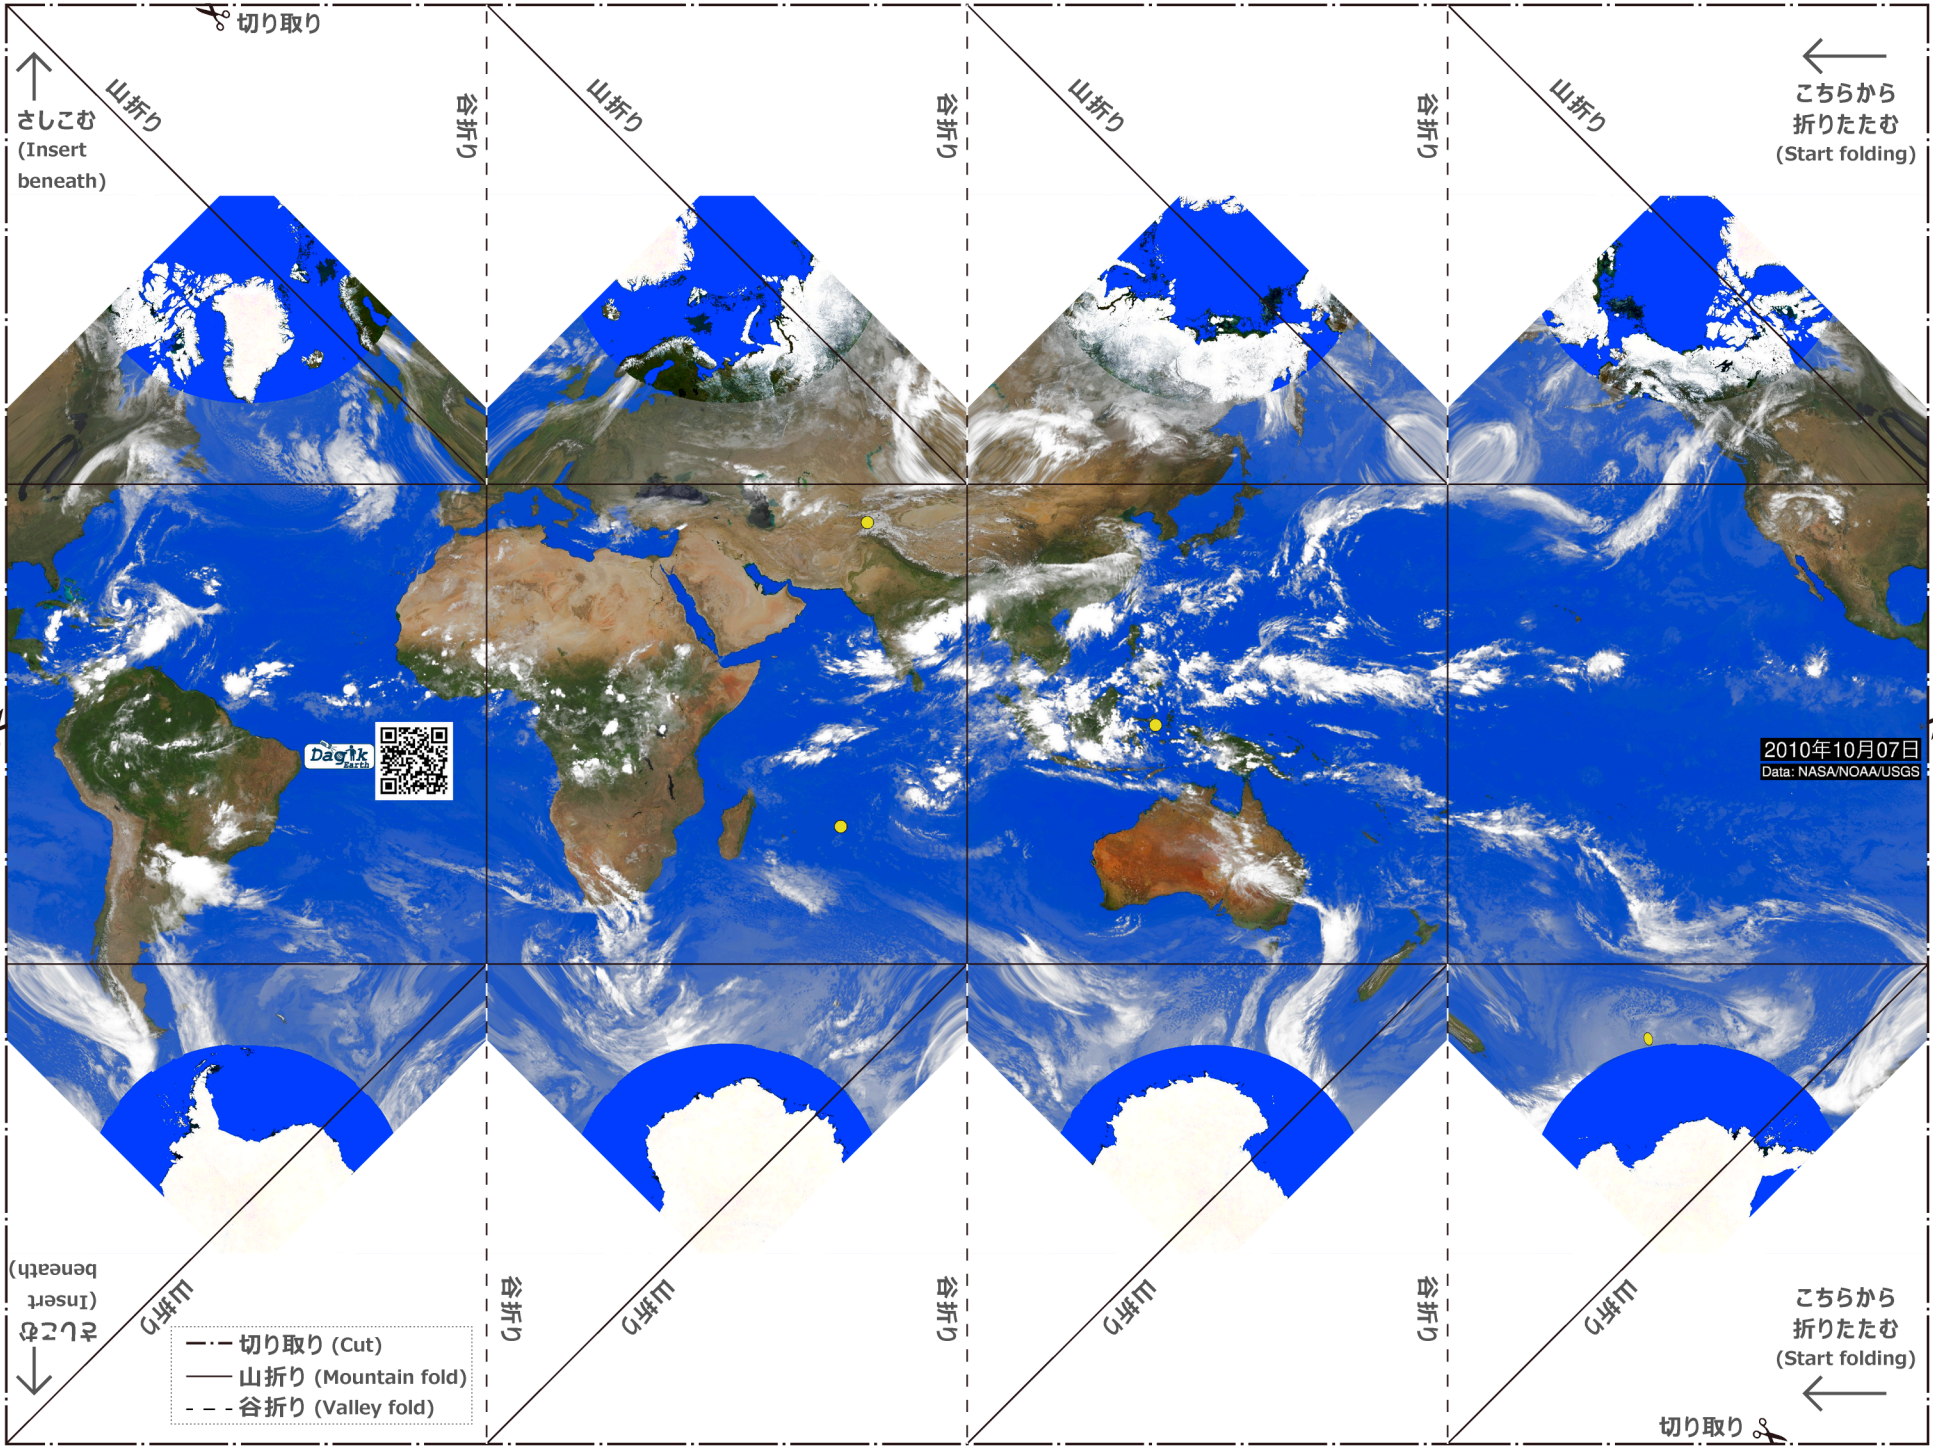 切り取り
山折り
谷折り
山折り
谷折り
山折り
谷折り
山折り
さしこむ
(Insert
beneath)
こちらから
折りたたむ
(Start folding)
Dagik
Earth
2010年10月07日
Data: NASA/NOAA/USGS
さしこむ
(Insert
beneath)
山折り
谷折り
山折り
谷折り
山折り
谷折り
山折り
こちらから
折りたたむ
(Start folding)
切り取り (Cut)
山折り (Mountain fold)
谷折り (Valley fold)
切り取り